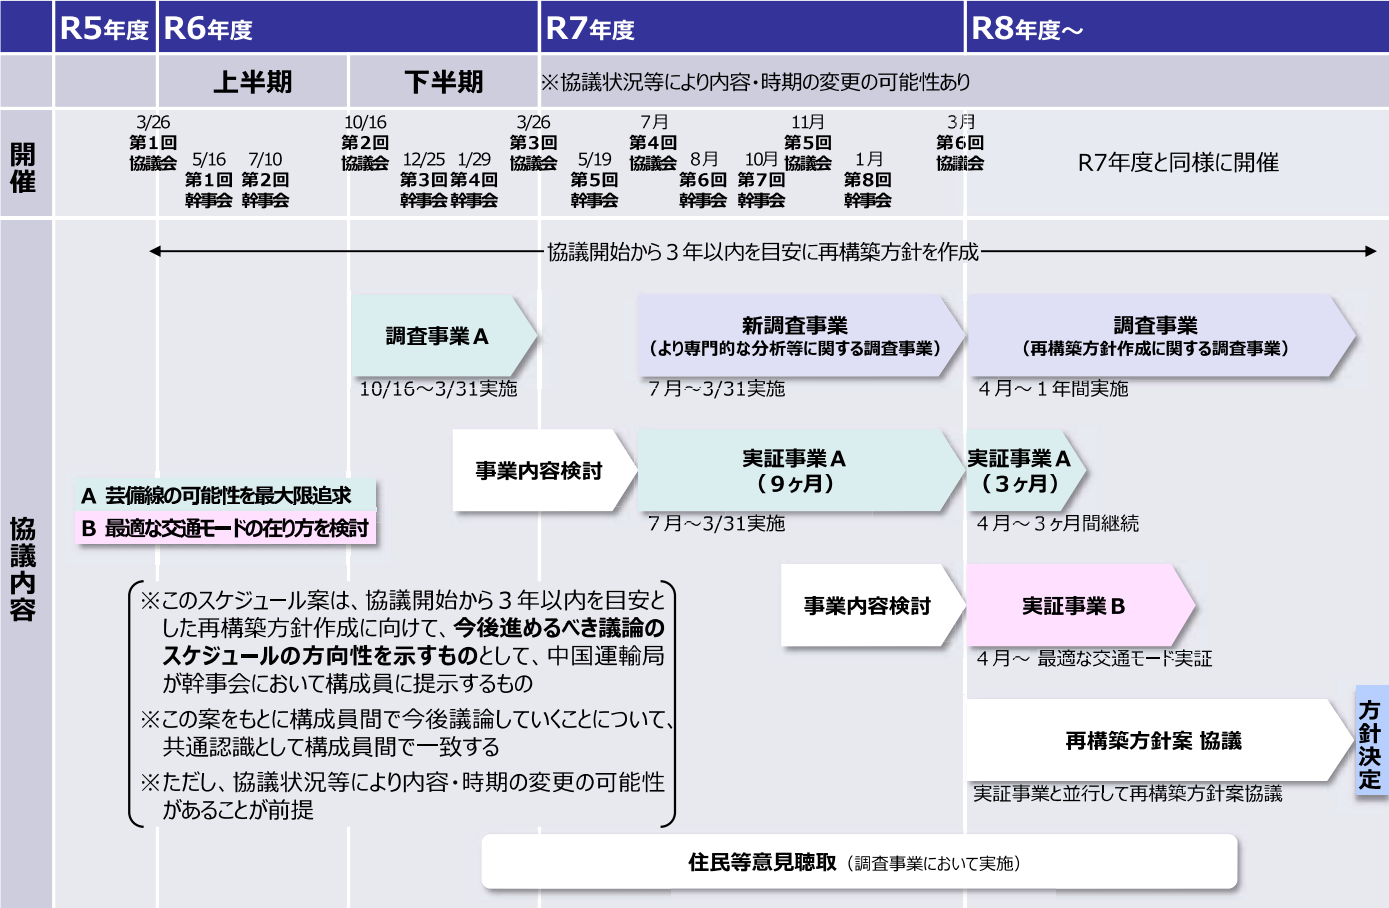 R5年度 R6年度 R7年度 R8年度～
上半期 下半期 ※協議状況等により内容・時期の変更の可能性あり
開催
3/26
第1回
協議会
5/16
第1回
幹事会
7/10
第2回
幹事会
10/16
第2回
協議会
12/25
第3回
幹事会
1/29
第4回
幹事会
3/26
第3回
協議会
5/19
第5回
幹事会
7月
第4回
協議会
8月
第6回
幹事会
10月
第7回
幹事会
11月
第5回
協議会
1月
第8回
幹事会
3月
第6回
協議会
R7年度と同様に開催
協議内容
協議開始から３年以内を目安に再構築方針を作成
調査事業Ａ
10/16～3/31実施
新調査事業
（より専門的な分析等に関する調査事業）
７月～3/31実施
調査事業
（再構築方針作成に関する調査事業）
４月～１年間実施
事業内容検討
実証事業Ａ
（９ヶ月）
７月～3/31実施
実証事業Ａ
（３ヶ月）
４月～３ヶ月間継続
A 芸備線の可能性を最大限追求
B 最適な交通モードの在り方を検討
事業内容検討
実証事業Ｂ
４月～ 最適な交通モード実証
※このスケジュール案は、協議開始から３年以内を目安と
した再構築方針作成に向けて、今後進めるべき議論の
スケジュールの方向性を示すものとして、中国運輸局
が幹事会において構成員に提示するもの
※この案をもとに構成員間で今後議論していくことについて、
共通認識として構成員間で一致する
※ただし、協議状況等により内容・時期の変更の可能性
があることが前提
再構築方針案 協議
実証事業と並行して再構築方針案協議
方針決定
住民等意見聴取（調査事業において実施）